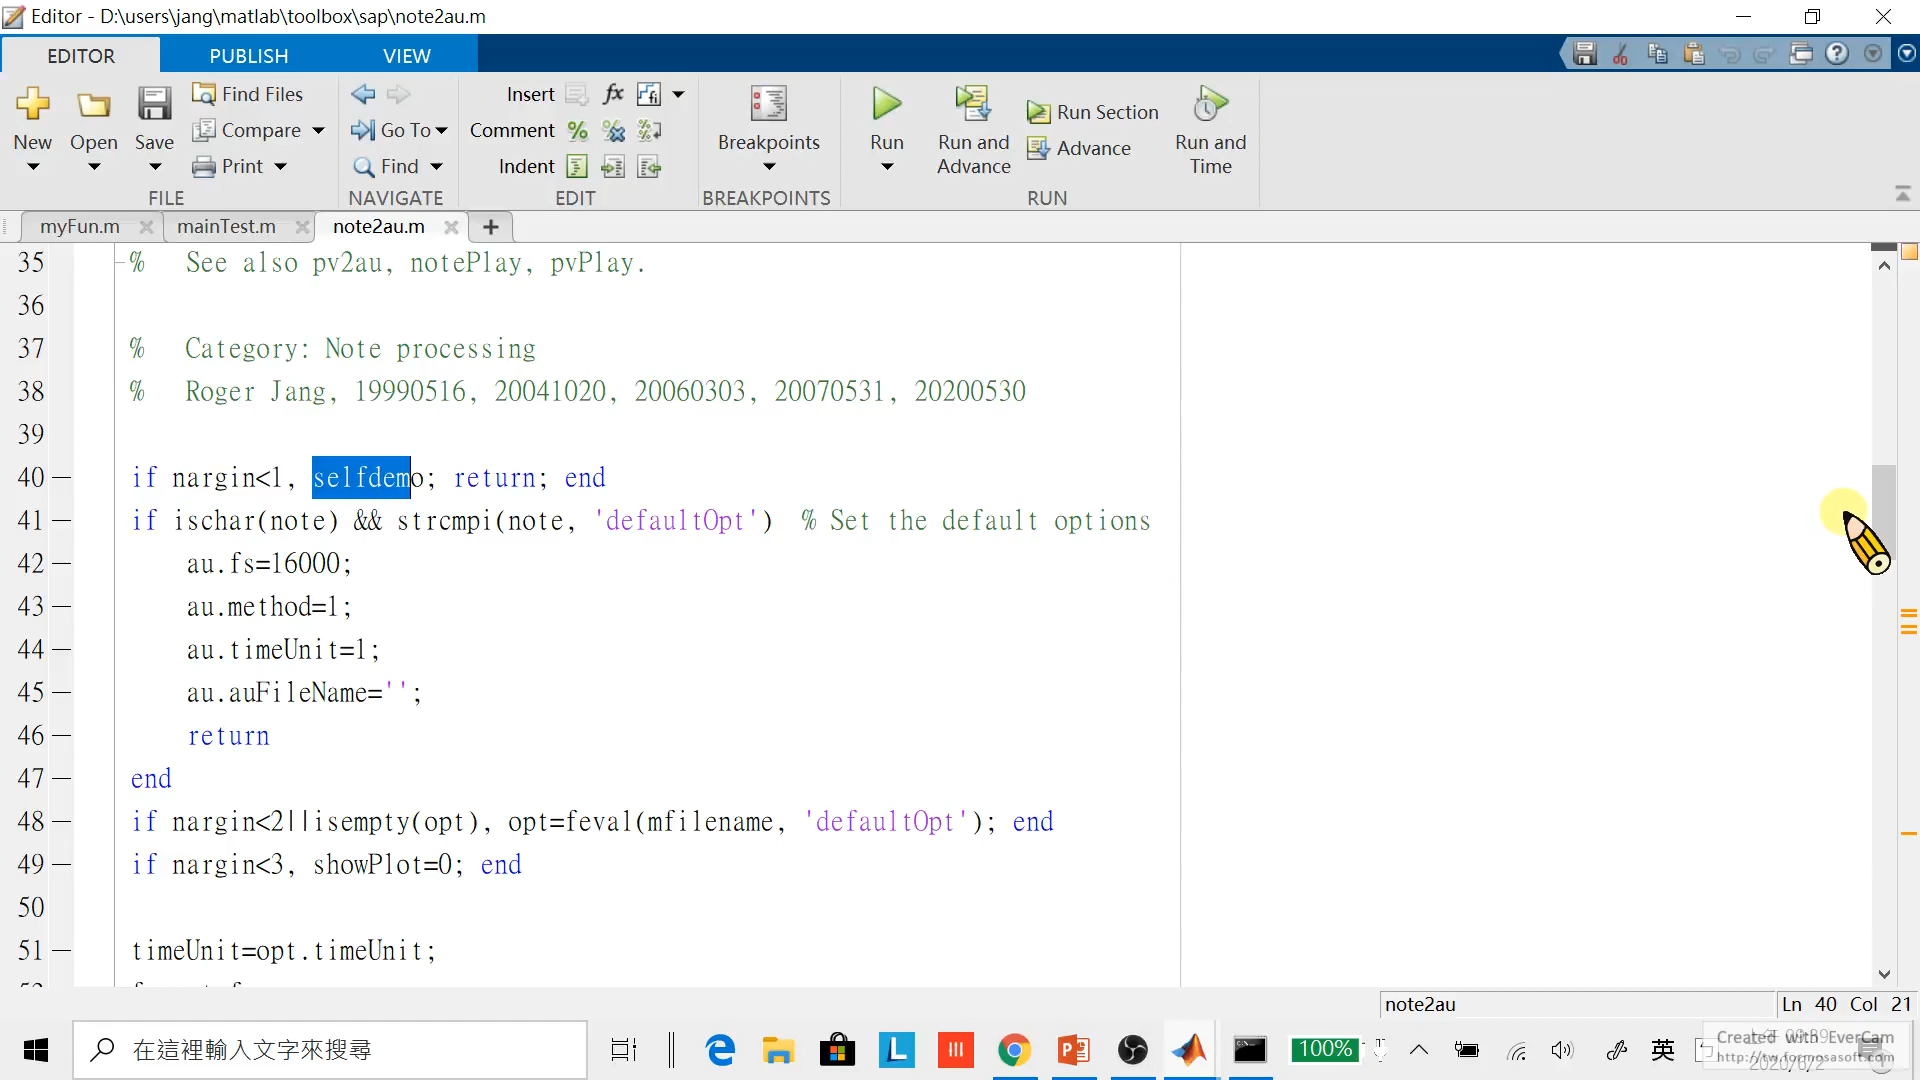 Editor - D:\users\jang\matlab\toolbox\sap\note2au.m
EDITOR PUBLISH VIEW
New Open Save Find Files Compare Print
FILE
Go To Find
NAVIGATE
Insert fx
Comment
Indent
EDIT
Breakpoints
BREAKPOINTS
Run
Run and Advance
Run Section
Advance
Run and Time
RUN
myFun.m mainTest.m note2au.m
35 % See also pv2au, notePlay, pvPlay.
36
37 % Category: Note processing
38 % Roger Jang, 19990516, 20041020, 20060303, 20070531, 20200530
39
40 if nargin<1, selfdemo; return; end
41 if ischar(note) && strcmpi(note, 'defaultOpt') % Set the default options
42 au.fs=16000;
43 au.method=1;
44 au.timeUnit=1;
45 au.auFileName='';
46 return
47 end
48 if nargin<2||isempty(opt), opt=feval(mfilename, 'defaultOpt'); end
49 if nargin<3, showPlot=0; end
50
51 timeUnit=opt.timeUnit;
note2au Ln 40 Col 21
在這裡輸入文字來搜尋
100%
英
Created with EverCam
http://tw.formosasoft.com
2020/6/2